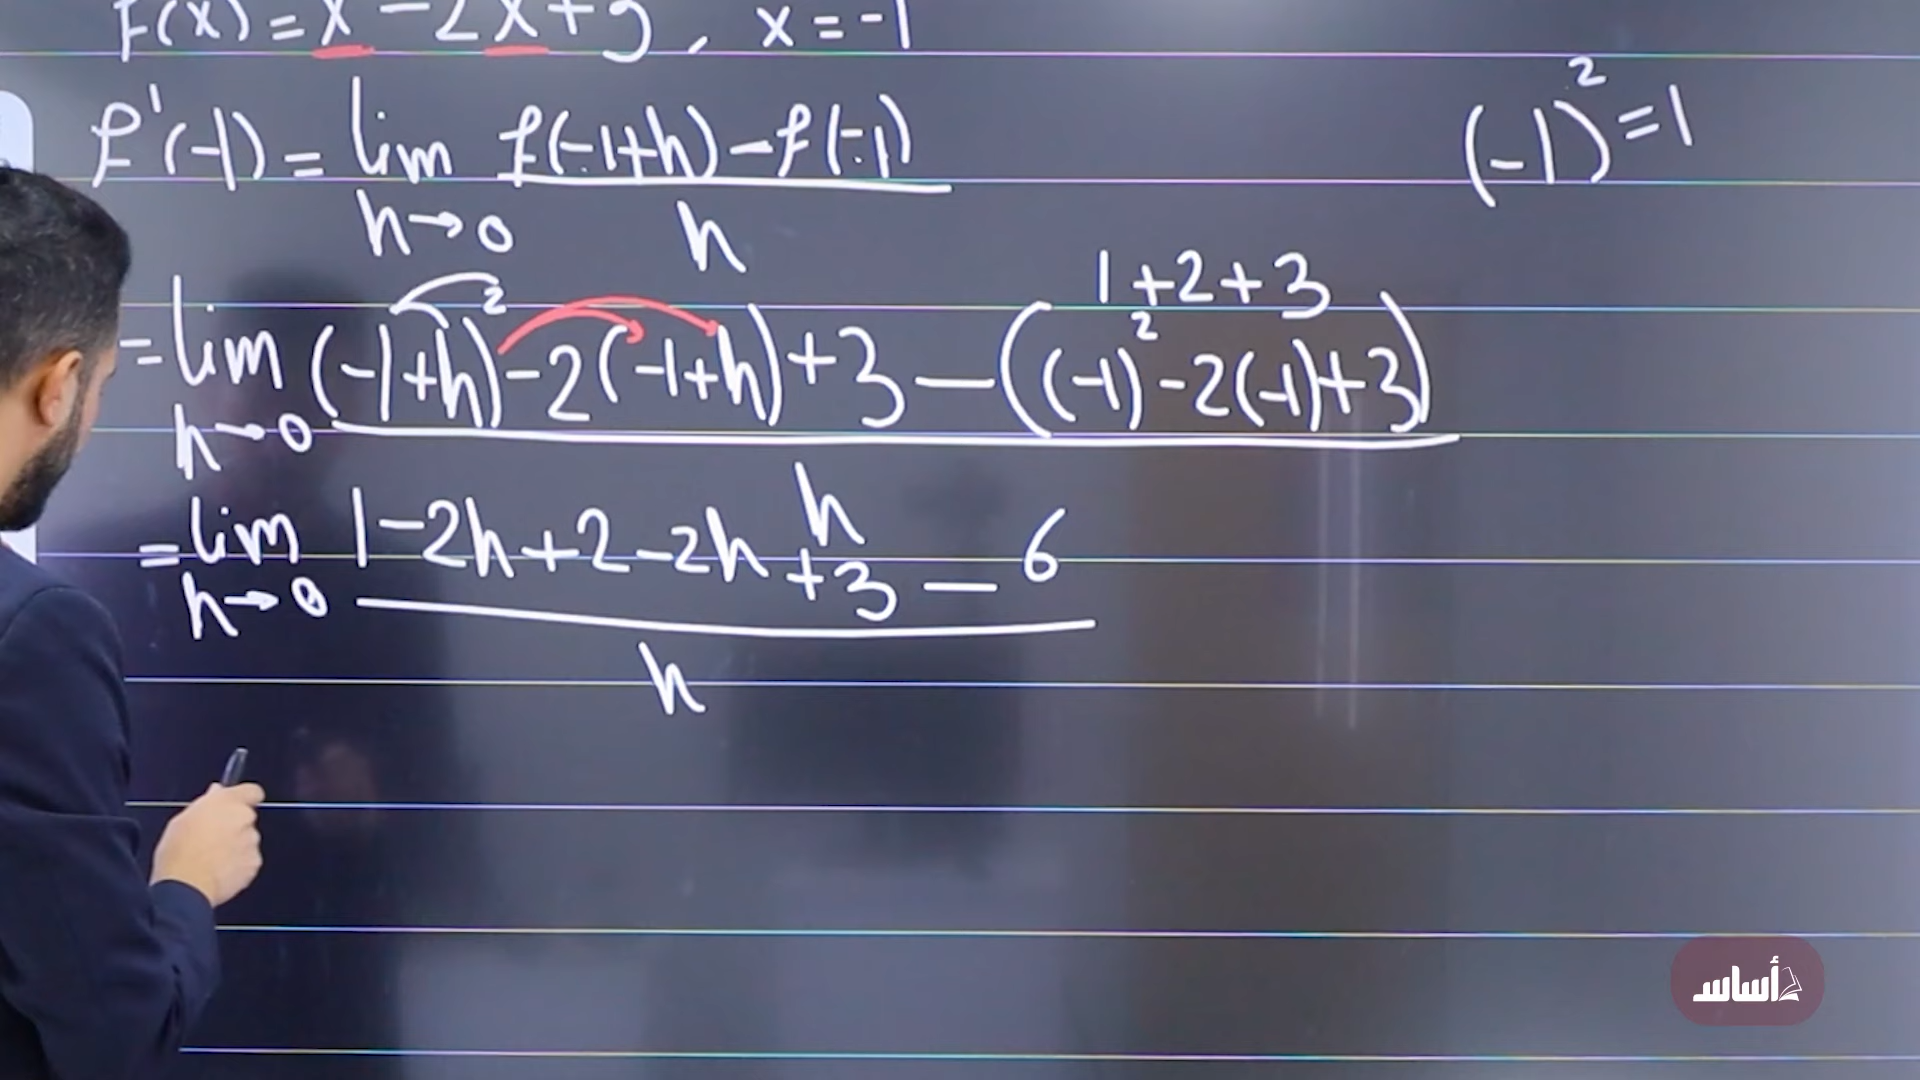 F(x) = x - 2x + 3 , x = -1
f'(-1) = lim f(-1+h) - f(-1)
h→0 h
(-1)² = 1
1+2+3
= lim (-1+h)² - 2(-1+h) + 3 - ((-1)² - 2(-1) + 3)
h→0 h
= lim 1 - 2h + 2 - 2h + 3 - 6
h→0 h
أساس